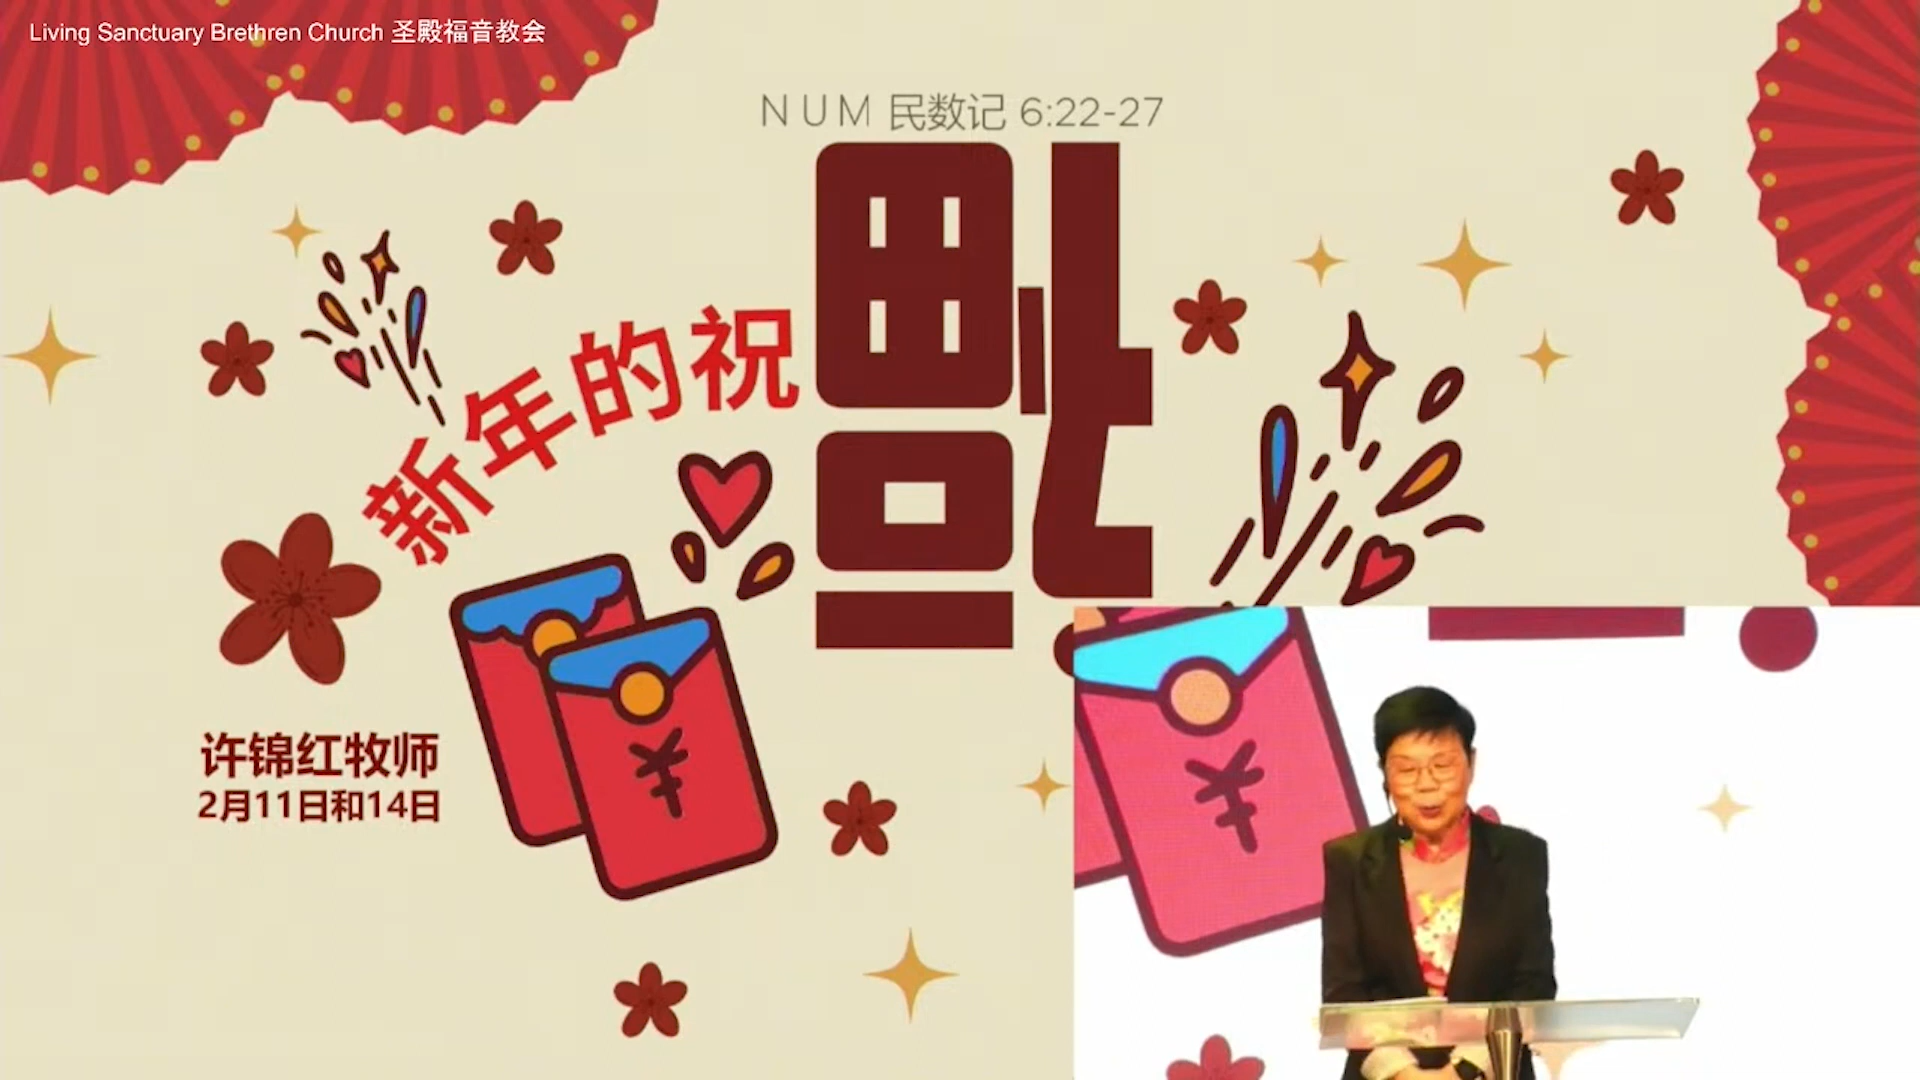 Living Sanctuary Brethren Church 圣殿福音教会
NUM 民数记 6:22-27
新年的祝福
许锦红牧师
2月11日和14日